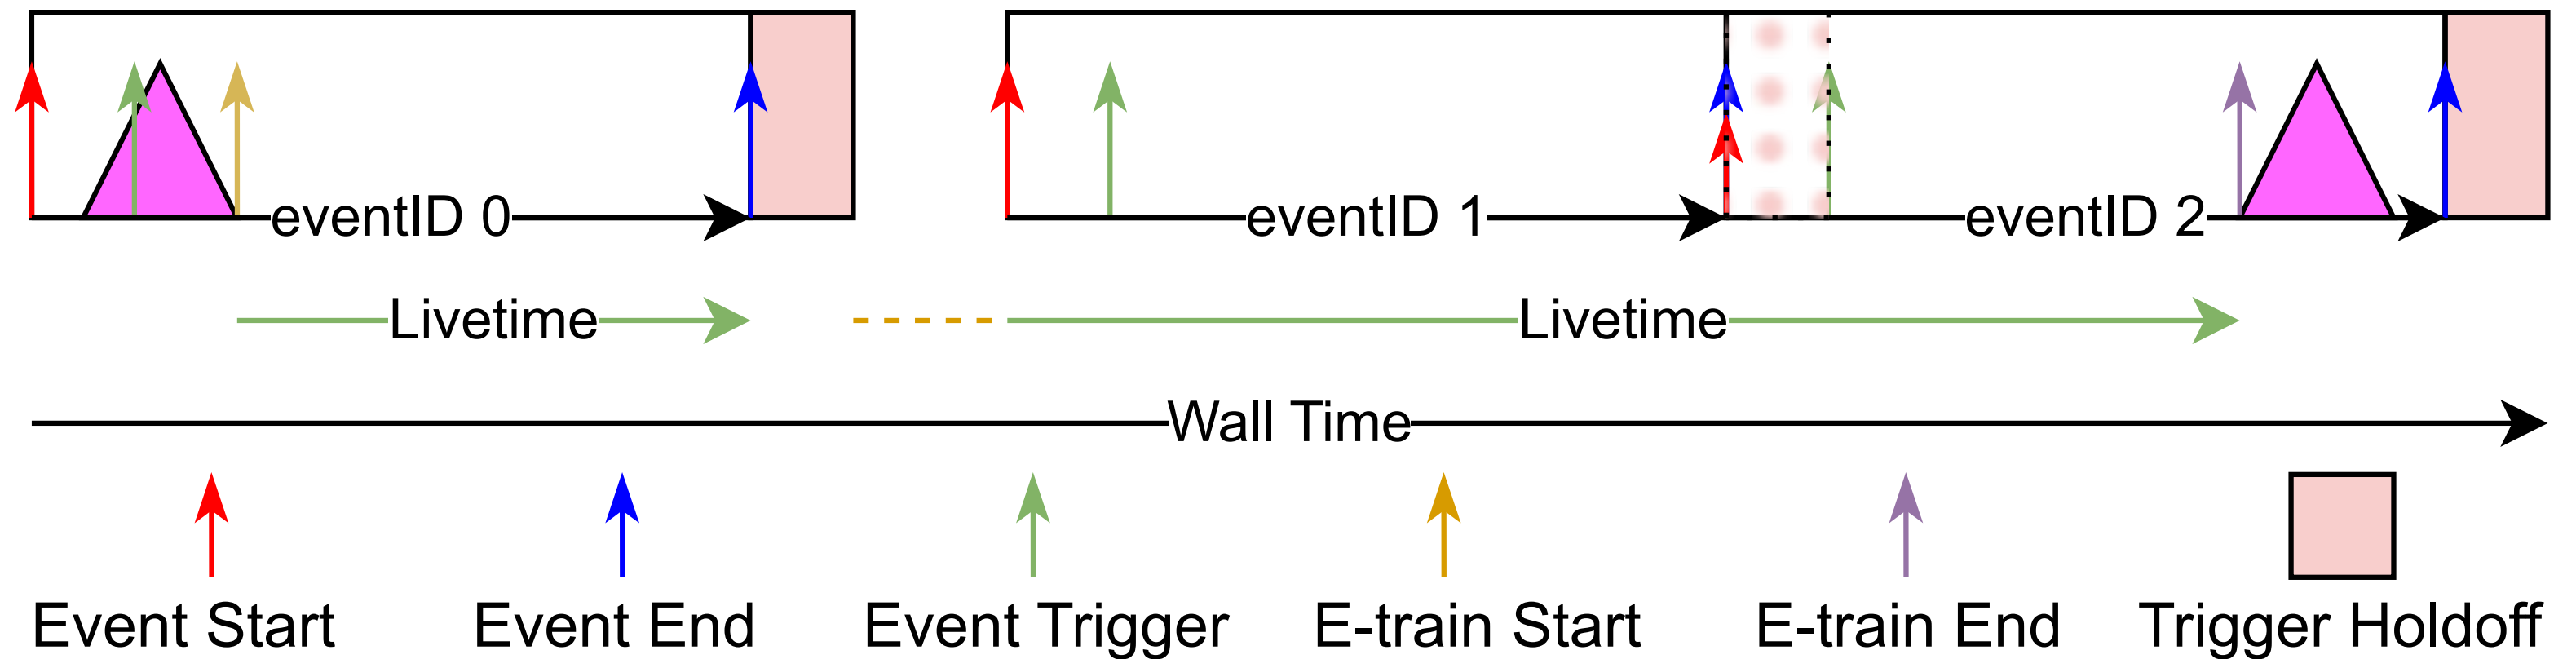 eventID 0
eventID 1
eventID 2
Livetime
Livetime
Wall Time
Event Start
Event End
Event Trigger
E-train Start
E-train End
Trigger Holdoff